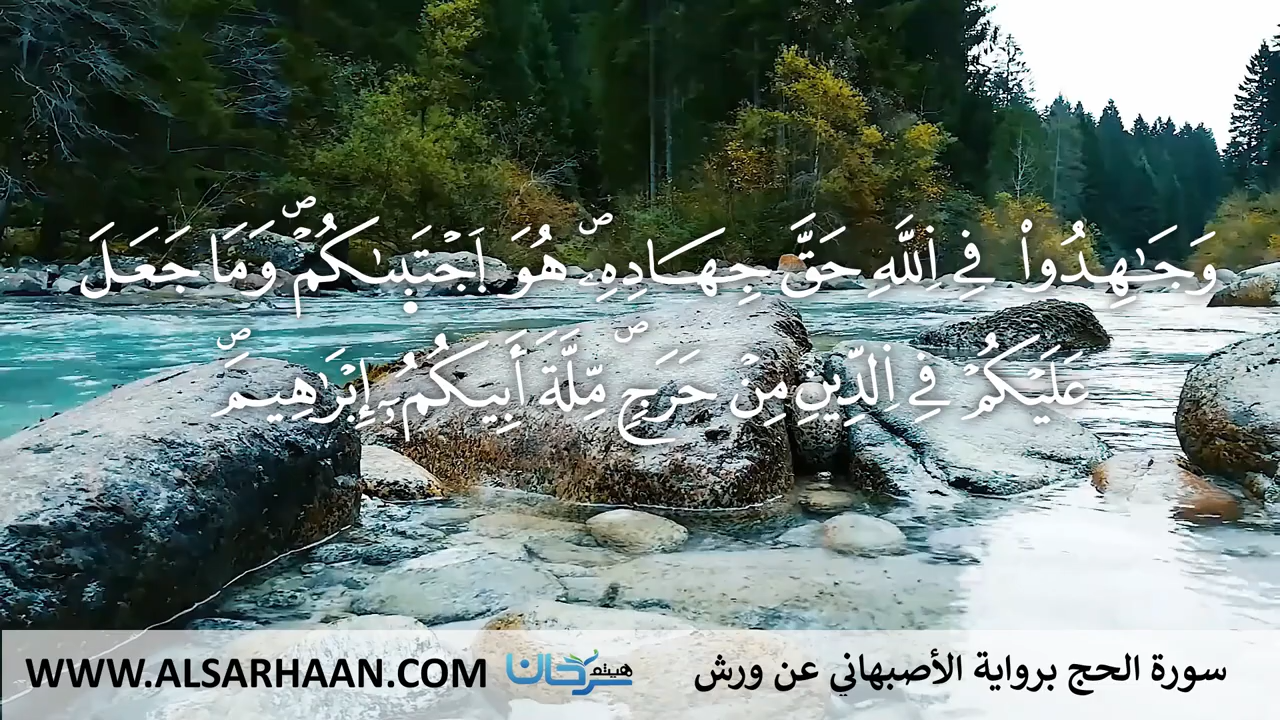 وَجَٰهِدُواْ فِے اِ۬للَّهِ حَقَّ جِهَادِهِۦۖ هُوَ اَ۪جْتَب۪يٰكُمْۖ وَمَا جَعَلَ
عَلَيْكُمْ فِے اِ۬لدِّينِ مِنْ حَرَجٖۖ مِّلَّةَ أَبِيكُمُۥٓ إِبْرَٰهِيمَۖ
سورة الحج برواية الأصبهاني عن ورش
هيثم سرحان
WWW.ALSARHAAN.COM